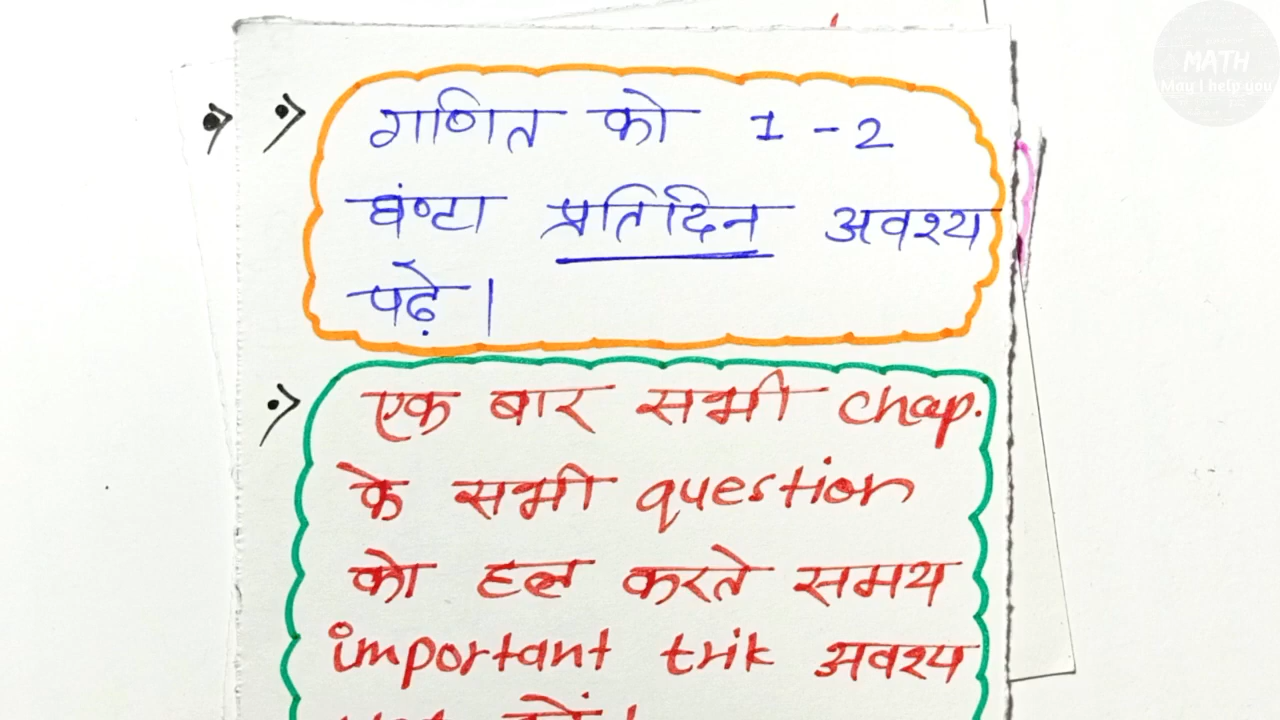 गणित को 1-2
घंण्टा प्रतिदिन अवश्य
पढ़े।
एक बार सभी chap.
के सभी question
को हल करते समय
important trik अवश्य
MATH
May I help you